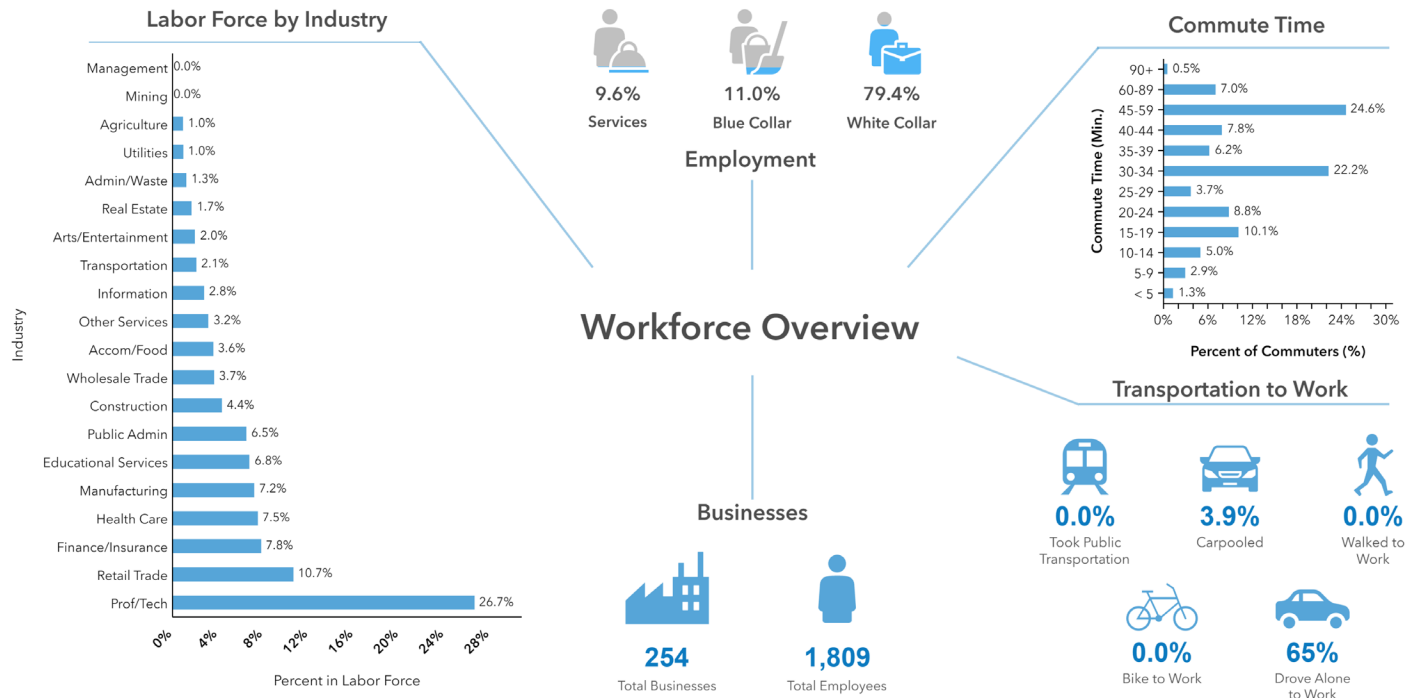 Labor Force by Industry
Industry
Management 0.0%
Mining 0.0%
Agriculture 1.0%
Utilities 1.0%
Admin/Waste 1.3%
Real Estate 1.7%
Arts/Entertainment 2.0%
Transportation 2.1%
Information 2.8%
Other Services 3.2%
Accom/Food 3.6%
Wholesale Trade 3.7%
Construction 4.4%
Public Admin 6.5%
Educational Services 6.8%
Manufacturing 7.2%
Health Care 7.5%
Finance/Insurance 7.8%
Retail Trade 10.7%
Prof/Tech 26.7%
0% 4% 8% 12% 16% 20% 24% 28%
Percent in Labor Force
9.6% 11.0% 79.4%
Services Blue Collar White Collar
Employment
Workforce Overview
Businesses
254 1,809
Total Businesses Total Employees
Commute Time
Commute Time (Min.)
90+ 0.5%
60-89 7.0%
45-59 24.6%
40-44 7.8%
35-39 6.2%
30-34 22.2%
25-29 3.7%
20-24 8.8%
15-19 10.1%
10-14 5.0%
5-9 2.9%
< 5 1.3%
0% 6% 12% 18% 24% 30%
Percent of Commuters (%)
Transportation to Work
0.0%
Took Public
Transportation
3.9%
Carpooled
0.0%
Walked to
Work
0.0%
Bike to Work
65%
Drove Alone
to Work